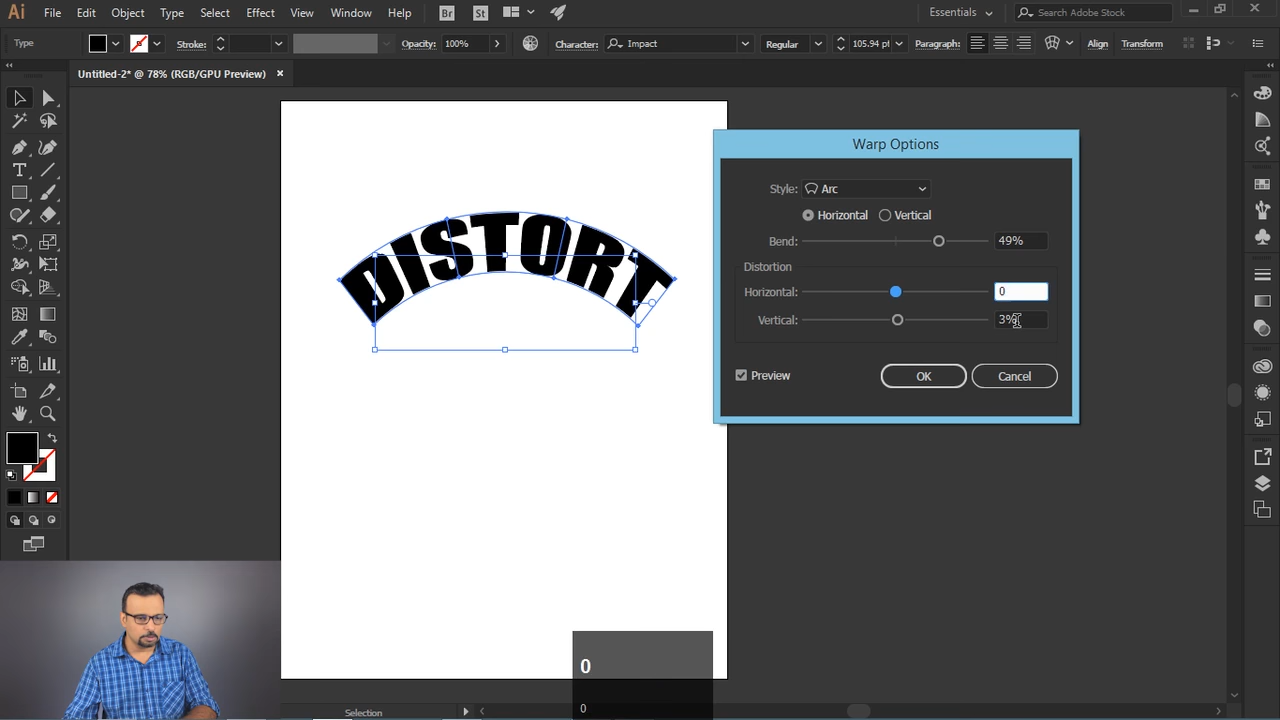 Ai File Edit Object Type Select Effect View Window Help Br St Essentials Search Adobe Stock
Type Stroke: Opacity: 100% Character: Impact Regular 105.94 pt Paragraph: Align Transform
Untitled-2* @ 78% (RGB/GPU Preview) ×
DISTORT
Warp Options
Style: Arc
Horizontal Vertical
Bend: 49%
Distortion
Horizontal: 0
Vertical: 3%
Preview OK Cancel
0
0
Selection